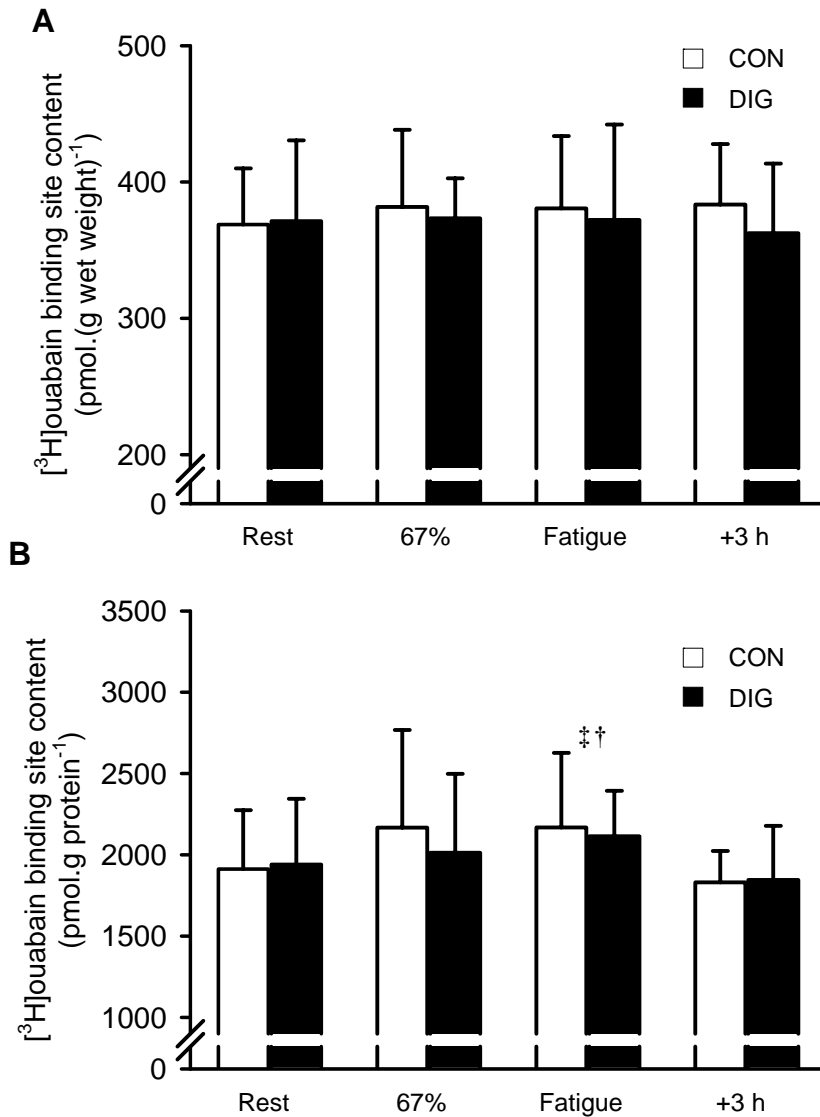 A
[³H]ouabain binding site content
(pmol.(g wet weight)⁻¹)
500
400
300
200
0
CON
DIG
Rest 67% Fatigue +3 h
B
[³H]ouabain binding site content
(pmol.g protein⁻¹)
3500
3000
2500
2000
1500
1000
0
CON
DIG
‡†
Rest 67% Fatigue +3 h